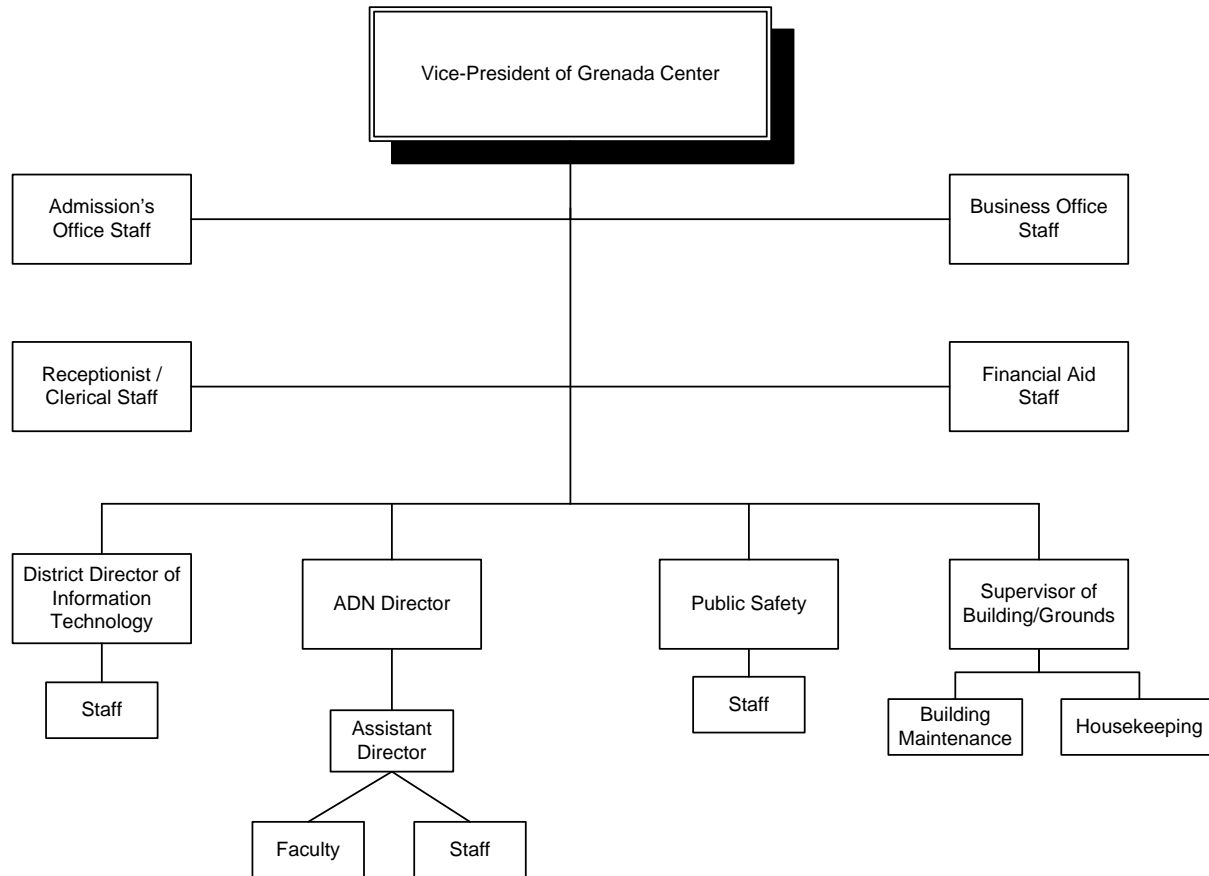 Vice-President of Grenada Center
Admission's
Office Staff
Business Office
Staff
Receptionist /
Clerical Staff
Financial Aid
Staff
District Director of
Information
Technology
ADN Director
Public Safety
Supervisor of
Building/Grounds
Staff
Assistant
Director
Staff
Building
Maintenance
Housekeeping
Faculty
Staff